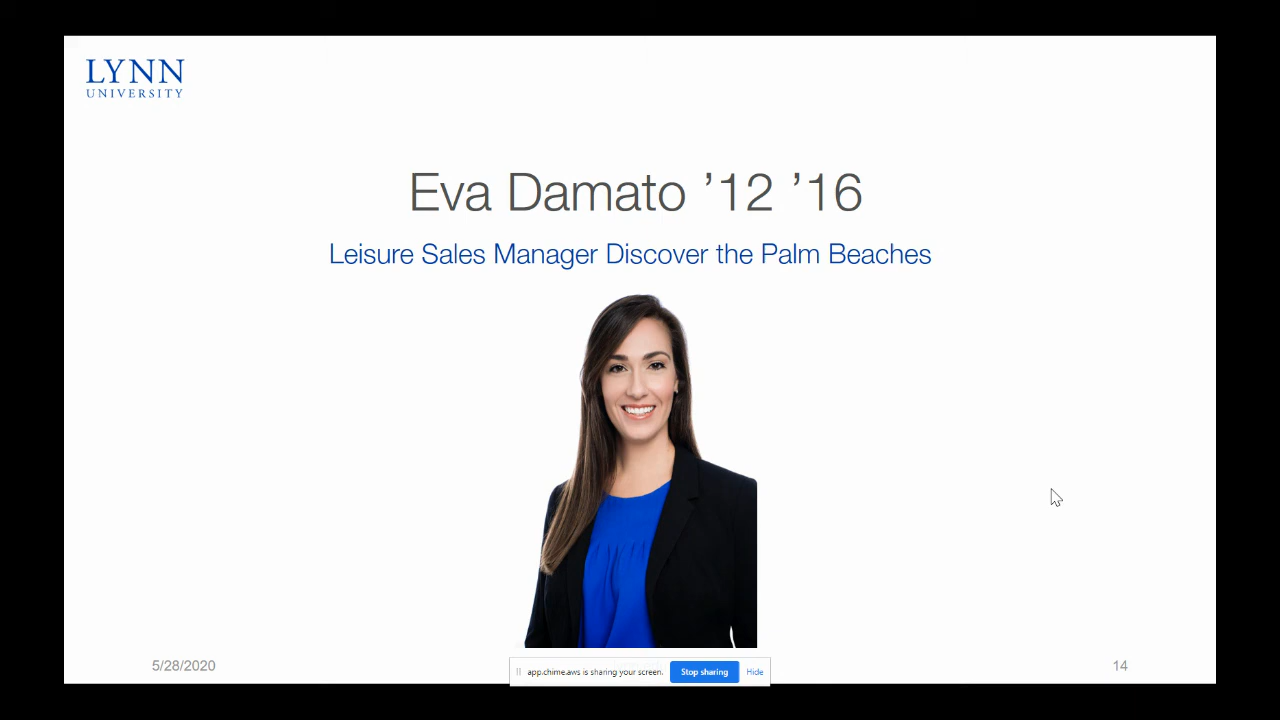 LYNN
UNIVERSITY
Eva Damato ’12 ’16
Leisure Sales Manager Discover the Palm Beaches
5/28/2020
app.chime.aws is sharing your screen. Stop sharing Hide
14